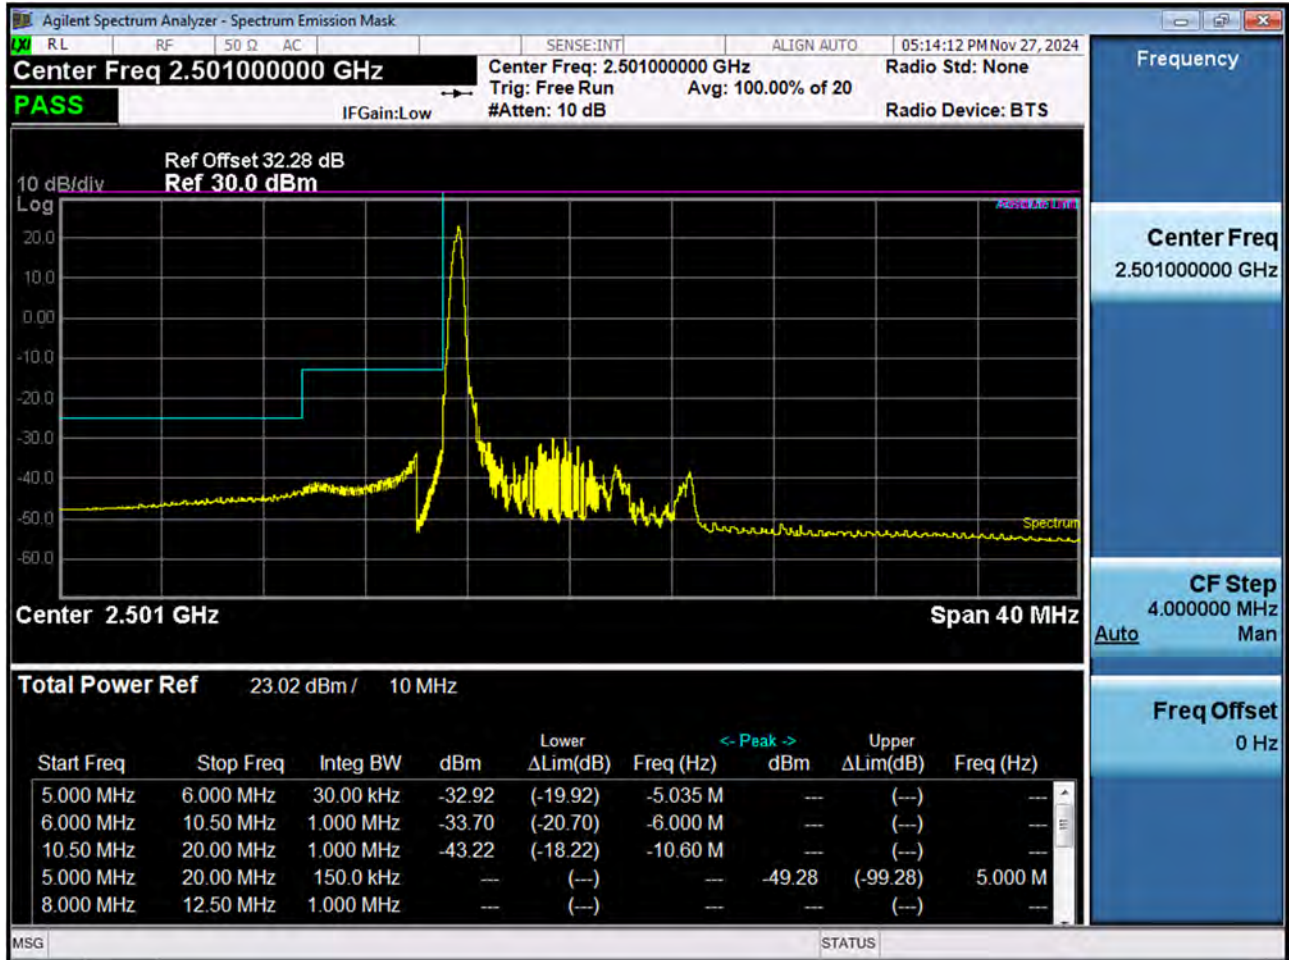 Agilent Spectrum Analyzer - Spectrum Emission Mask
LXI RL RF 50 Ω AC SENSE:INT ALIGN AUTO 05:14:12 PM Nov 27, 2024
Center Freq 2.501000000 GHz Center Freq: 2.501000000 GHz Radio Std: None
Trig: Free Run Avg: 100.00% of 20
PASS IFGain:Low #Atten: 10 dB Radio Device: BTS
Ref Offset 32.28 dB
10 dB/div Ref 30.0 dBm
Log
Absolute Limit
20.0
10.0
0.00
-10.0
-20.0
-30.0
-40.0
-50.0
Spectrum
-60.0
Center 2.501 GHz Span 40 MHz
Total Power Ref 23.02 dBm / 10 MHz
Lower <- Peak -> Upper
Start Freq Stop Freq Integ BW dBm ΔLim(dB) Freq (Hz) dBm ΔLim(dB) Freq (Hz)
5.000 MHz 6.000 MHz 30.00 kHz -32.92 (-19.92) -5.035 M --- (---) ---
6.000 MHz 10.50 MHz 1.000 MHz -33.70 (-20.70) -6.000 M --- (---) ---
10.50 MHz 20.00 MHz 1.000 MHz -43.22 (-18.22) -10.60 M --- (---) ---
5.000 MHz 20.00 MHz 150.0 kHz --- (---) --- -49.28 (-99.28) 5.000 M
8.000 MHz 12.50 MHz 1.000 MHz --- (---) --- --- (---) ---
MSG STATUS
Frequency
Center Freq
2.501000000 GHz
CF Step
4.000000 MHz
Auto Man
Freq Offset
0 Hz